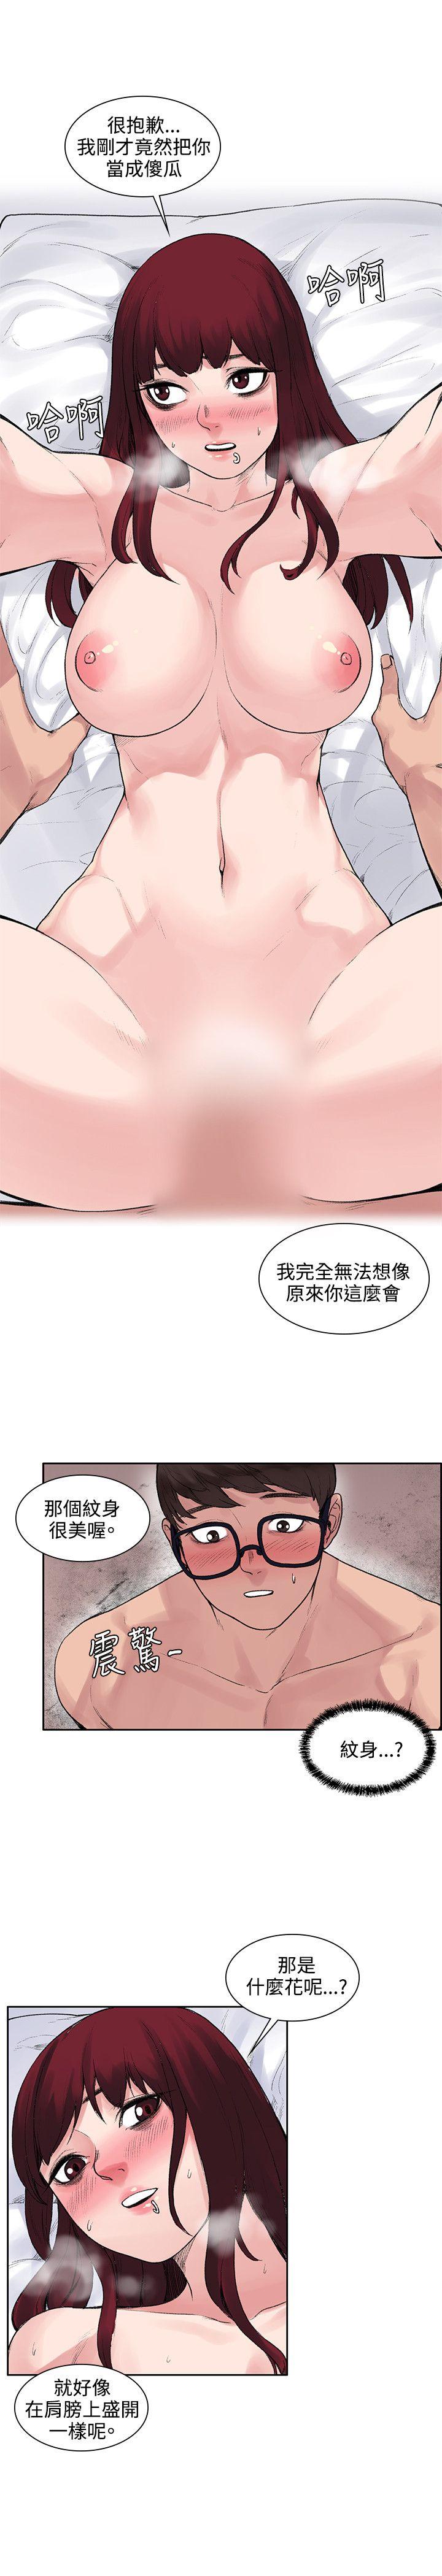 很抱歉...
我剛才竟然把你
當成傻瓜
哈啊
哈啊
我完全無法想像
原來你這麼會
那個紋身
很美喔。
震驚-
紋身...?
那是
什麼花呢...?
就好像
在肩膀上盛開
一樣呢。